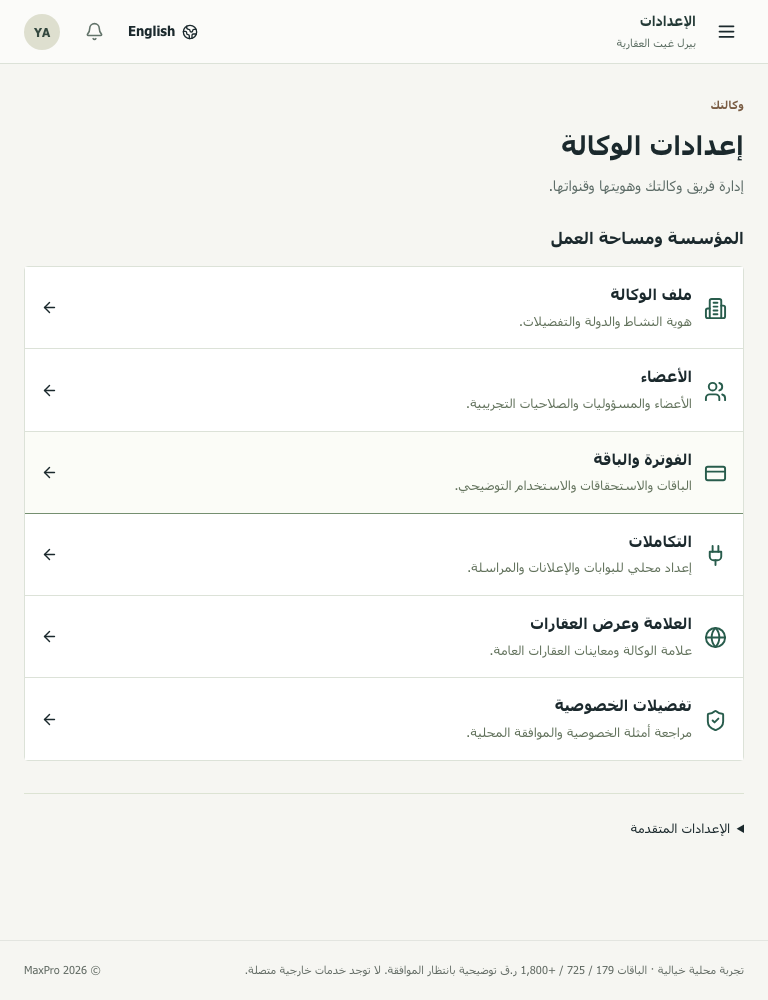 الإعدادات
بيرل غيت العقارية
English
YA
وكالتك
إعدادات الوكالة
إدارة فريق وكالتك وهويتها وقنواتها.
المؤسسة ومساحة العمل
ملف الوكالة
هوية النشاط والدولة والتفضيلات.
الأعضاء
الأعضاء والمسؤوليات والصلاحيات التجريبية.
الفوترة والباقة
الباقات والاستحقاقات والاستخدام التوضيحي.
التكاملات
إعداد محلي للبوابات والإعلانات والمراسلة.
العلامة وعرض العقارات
علامة الوكالة ومعاينات العقارات العامة.
تفضيلات الخصوصية
مراجعة أمثلة الخصوصية والموافقة المحلية.
الإعدادات المتقدمة
تجربة محلية خيالية · الباقات 179 / 725 / +1,800 ر.ق توضيحية بانتظار الموافقة. لا توجد خدمات خارجية متصلة.
© 2026 MaxPro